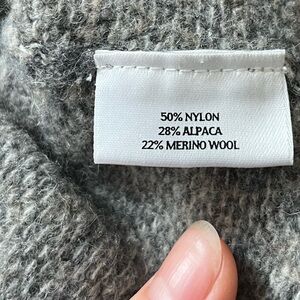 50% NYLON
28% ALPACA
22% MERINO WOOL